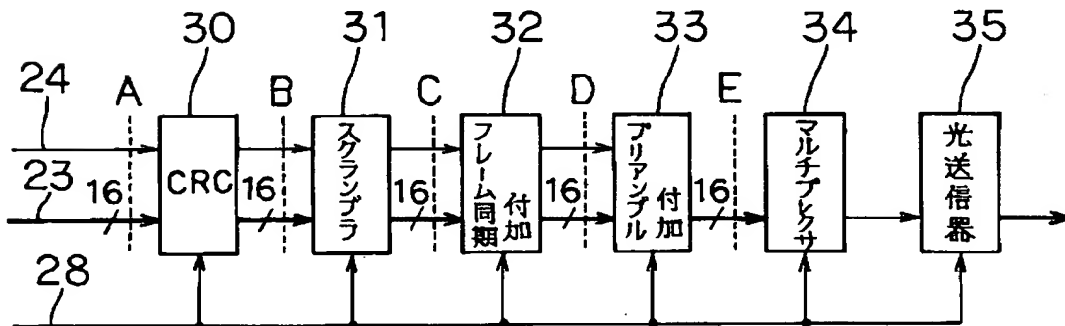 30 31 32 33 34 35
24 A B C D E
23 16 16 16 16 16
CRC
スクランブラ
フレーム同期
付加
プリアンブル
付加
マルチプレクサ
光送信器
28